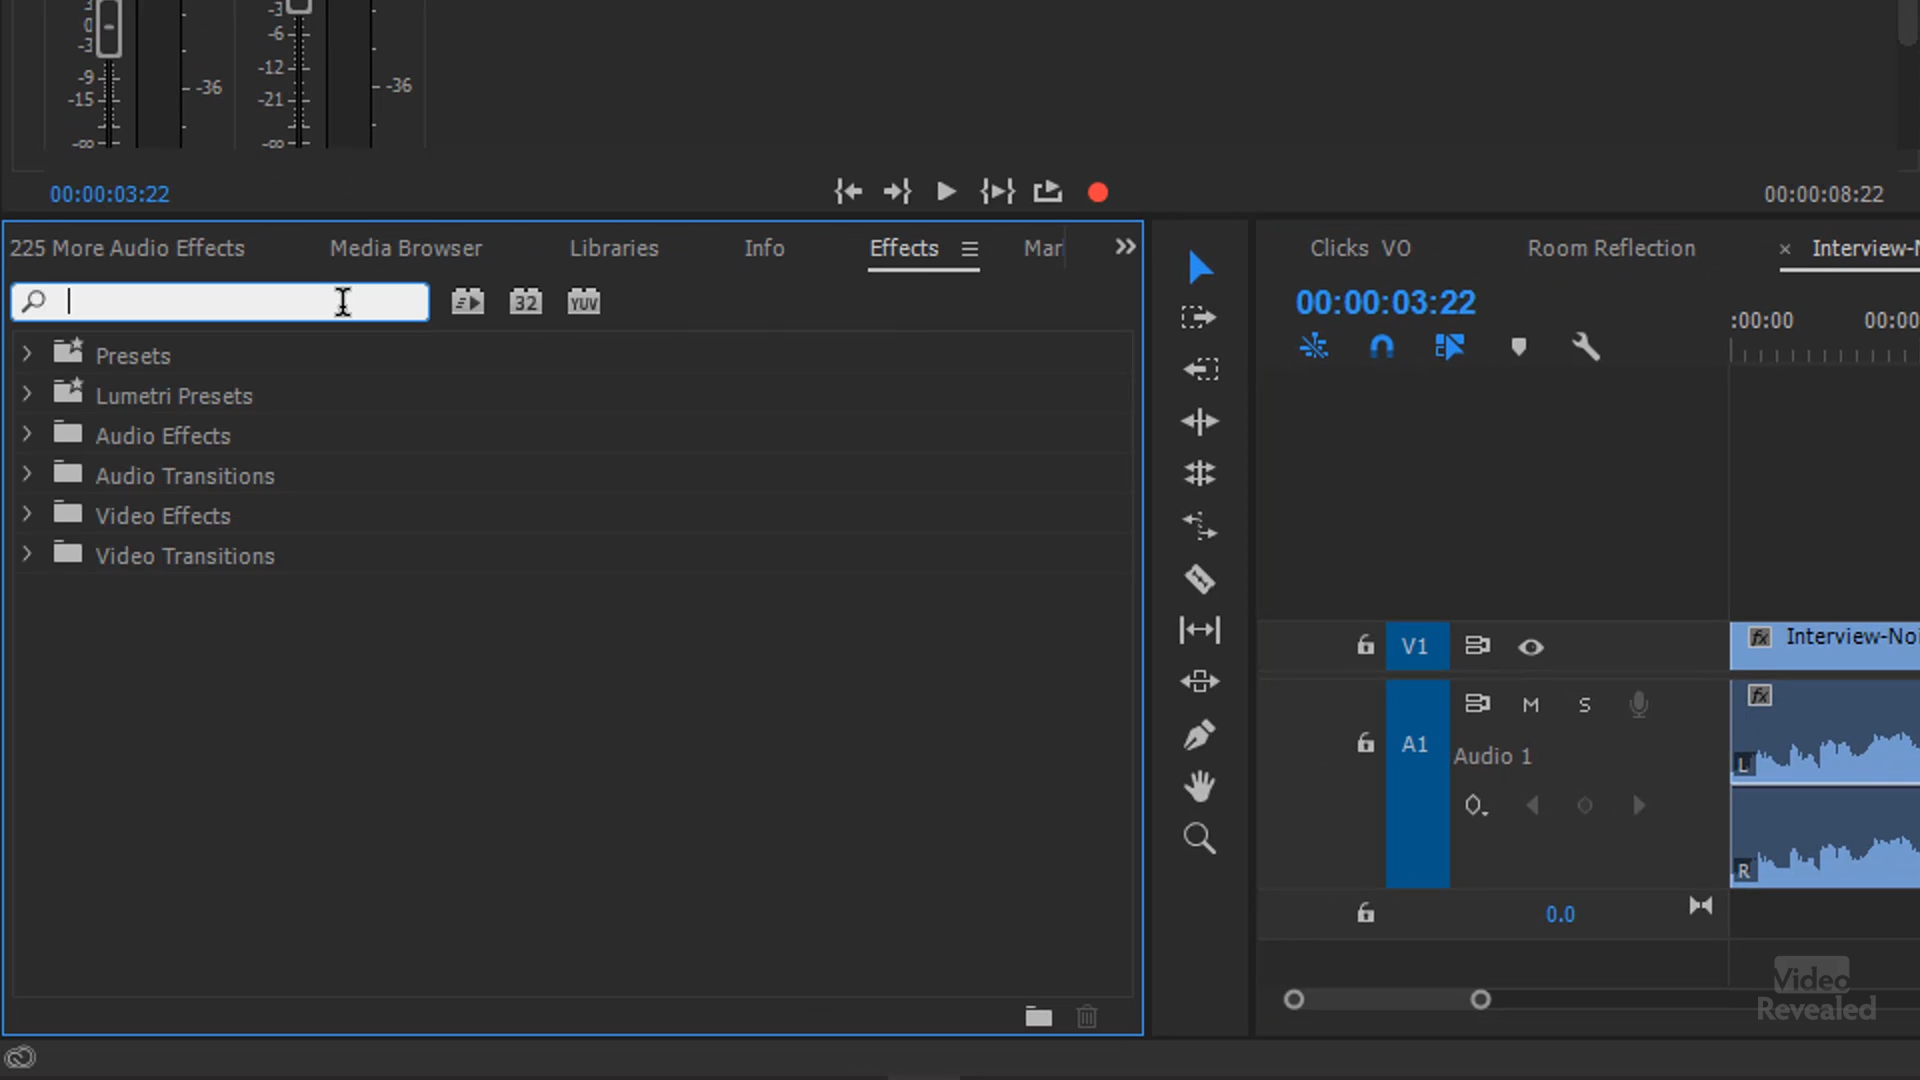 3
0
-3
-9
-15
-∞
-36
-3
-6
-12
-21
-∞
-36
00:00:03:22
00:00:08:22
225 More Audio Effects Media Browser Libraries Info Effects Mar
32 YUV
Presets
Lumetri Presets
Audio Effects
Audio Transitions
Video Effects
Video Transitions
Clicks VO Room Reflection × Interview-N
00:00:03:22
:00:00 00:00
V1 fx Interview-Noi
A1 M S fx
Audio 1
L
R
0.0
Video
Revealed